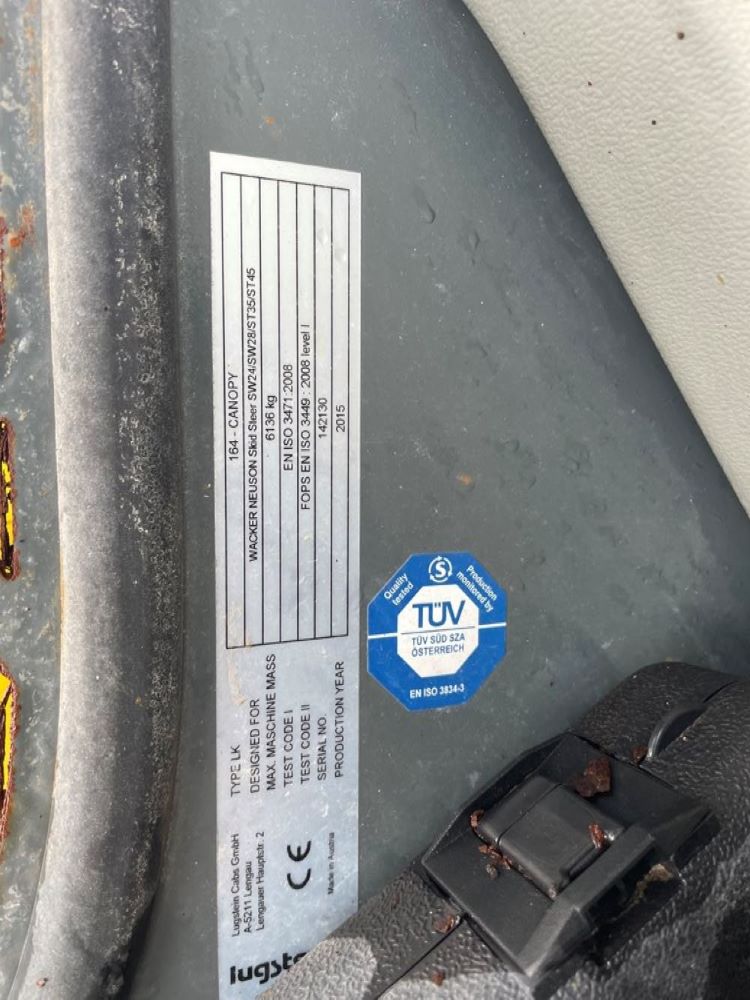 Lugstein Cabs GmbH
A-5211 Lengau
Lengauer Hauptstr. 2
CE
Made in Austria
TYPE LK 164 - CANOPY
DESIGNED FOR WACKER NEUSON Skid Steer SW24/SW28/ST35/ST45
MAX. MASCHINE MASS 6136 kg
TEST CODE I EN ISO 3471:2008
TEST CODE II FOPS EN ISO 3449 : 2008 level I
SERIAL NO. 142130
PRODUCTION YEAR 2015
Quality
tested
S
Production
monitored by
TÜV
TÜV SÜD SZA
ÖSTERREICH
EN ISO 3834-3